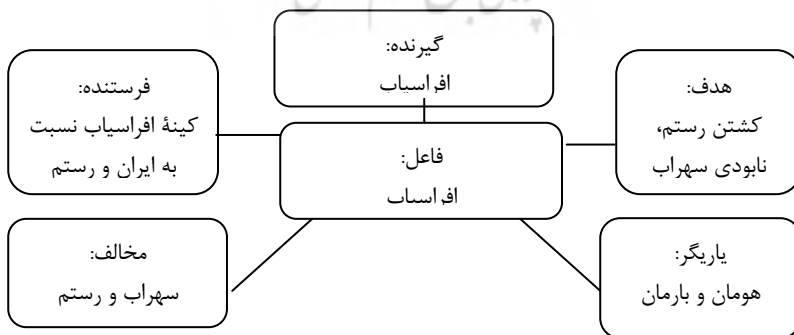 گیرنده:
افراسیاب
هدف:
کشتن رستم،
نابودی سهراب
فرستنده:
کینهٔ افراسیاب نسبت
به ایران و رستم
فاعل:
افراسیاب
یاریگر:
هومان و بارمان
مخالف:
سهراب و رستم